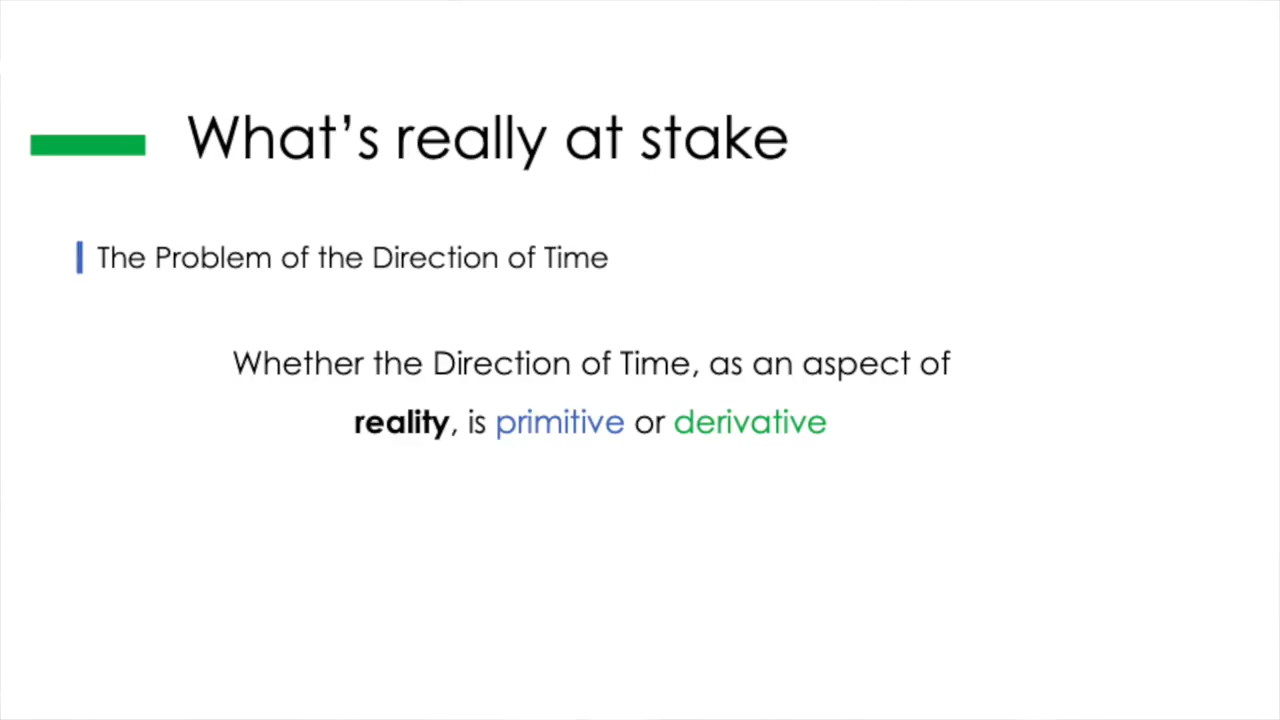 What’s really at stake
The Problem of the Direction of Time
Whether the Direction of Time, as an aspect of
reality, is primitive or derivative